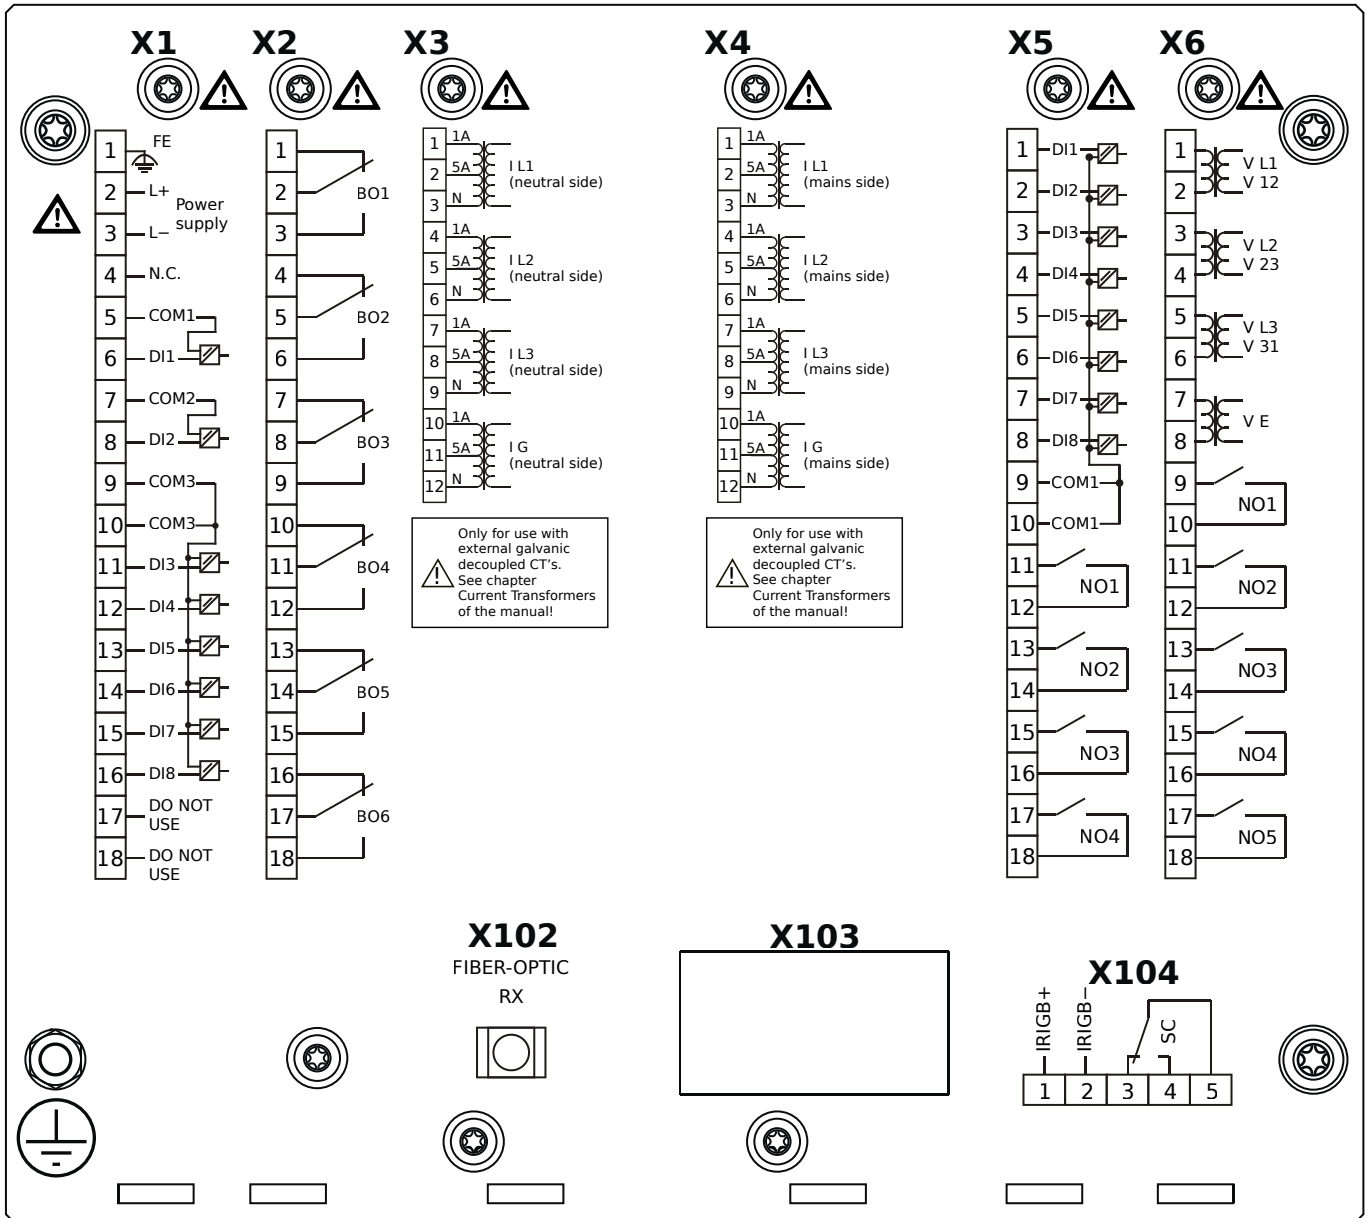 X1 X2 X3 X4 X5 X6
1 FE
2 L+
Power
supply
3 L−
4 N.C.
5 COM1
6 DI1
7 COM2
8 DI2
9 COM3
10 COM3
11 DI3
12 DI4
13 DI5
14 DI6
15 DI7
16 DI8
17 DO NOT
USE
18 DO NOT
USE
1
2 BO1
3
4
5 BO2
6
7
8 BO3
9
10
11 BO4
12
13
14 BO5
15
16
17 BO6
18
1 1A
2 5A I L1
(neutral side)
3 N
4 1A
5 5A I L2
(neutral side)
6 N
7 1A
8 5A I L3
(neutral side)
9 N
10 1A
11 5A I G
(neutral side)
12 N
Only for use with
external galvanic
decoupled CT’s.
See chapter
Current Transformers
of the manual!
1 1A
2 5A I L1
(mains side)
3 N
4 1A
5 5A I L2
(mains side)
6 N
7 1A
8 5A I L3
(mains side)
9 N
10 1A
11 5A I G
(mains side)
12 N
Only for use with
external galvanic
decoupled CT’s.
See chapter
Current Transformers
of the manual!
1 DI1
2 DI2
3 DI3
4 DI4
5 DI5
6 DI6
7 DI7
8 DI8
9 COM1
10 COM1
11
NO1
12
13
NO2
14
15
NO3
16
17
NO4
18
1 V L1
2 V 12
3 V L2
4 V 23
5 V L3
6 V 31
7
V E
8
9
NO1
10
11
NO2
12
13
NO3
14
15
NO4
16
17
NO5
18
X102
FIBER-OPTIC
RX
X103
X104
IRIGB+
IRIGB−
SC
1 2 3 4 5